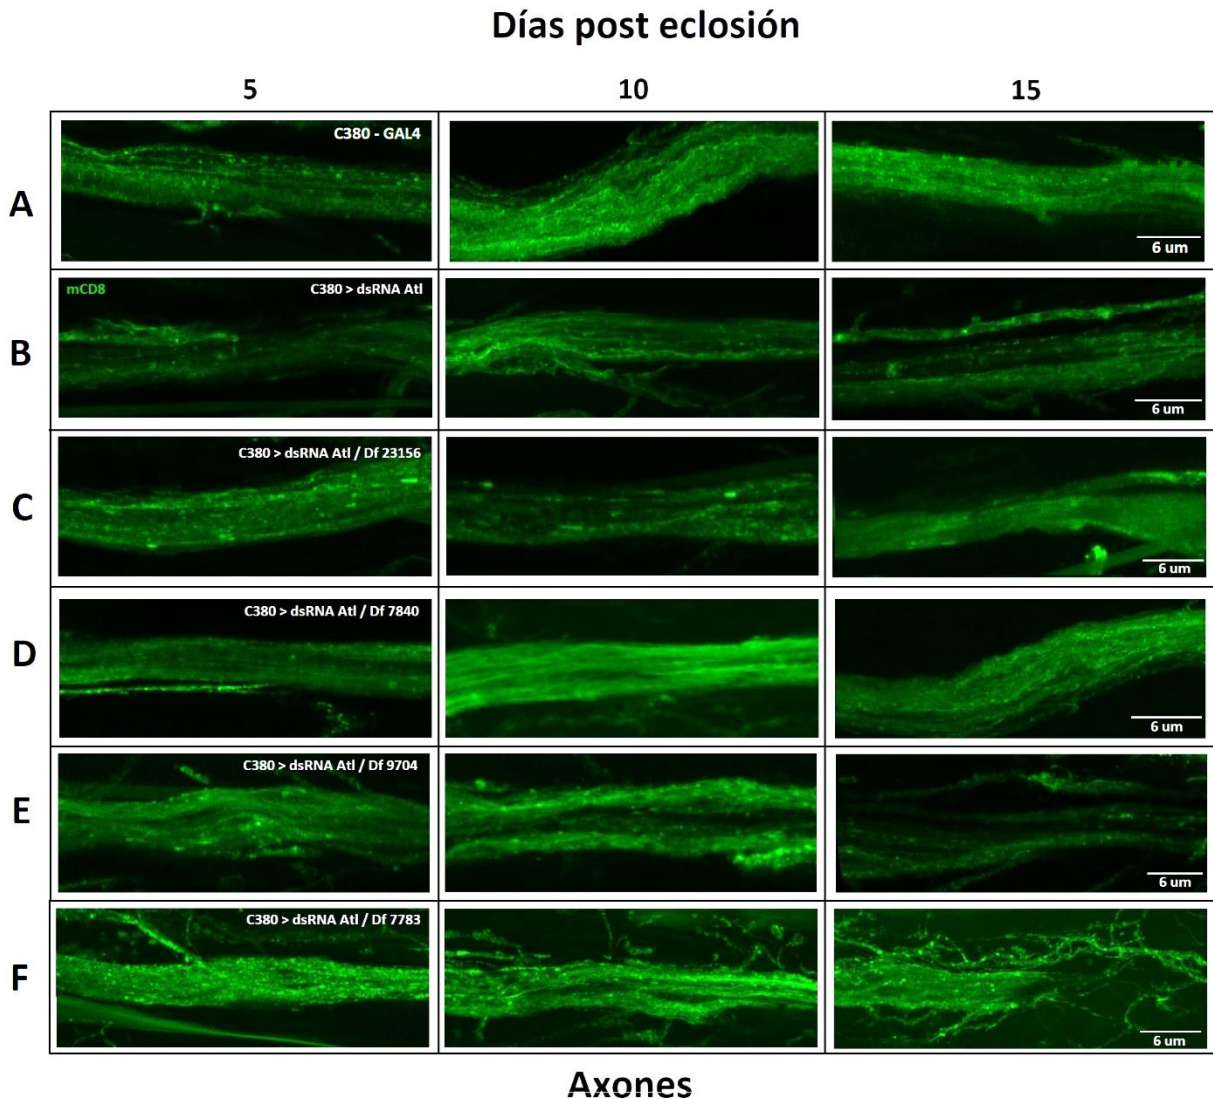 Días post eclosión
5 10 15
A
C380 - GAL4
6 um
B
mCD8 C380 > dsRNA Atl
6 um
C
C380 > dsRNA Atl / Df 23156
6 um
D
C380 > dsRNA Atl / Df 7840
6 um
E
C380 > dsRNA Atl / Df 9704
6 um
F
C380 > dsRNA Atl / Df 7783
6 um
Axones